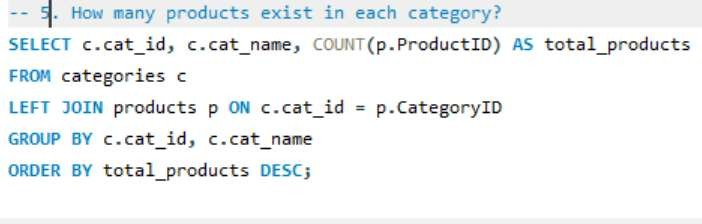 -- 5. How many products exist in each category?
SELECT c.cat_id, c.cat_name, COUNT(p.ProductID) AS total_products
FROM categories c
LEFT JOIN products p ON c.cat_id = p.CategoryID
GROUP BY c.cat_id, c.cat_name
ORDER BY total_products DESC;